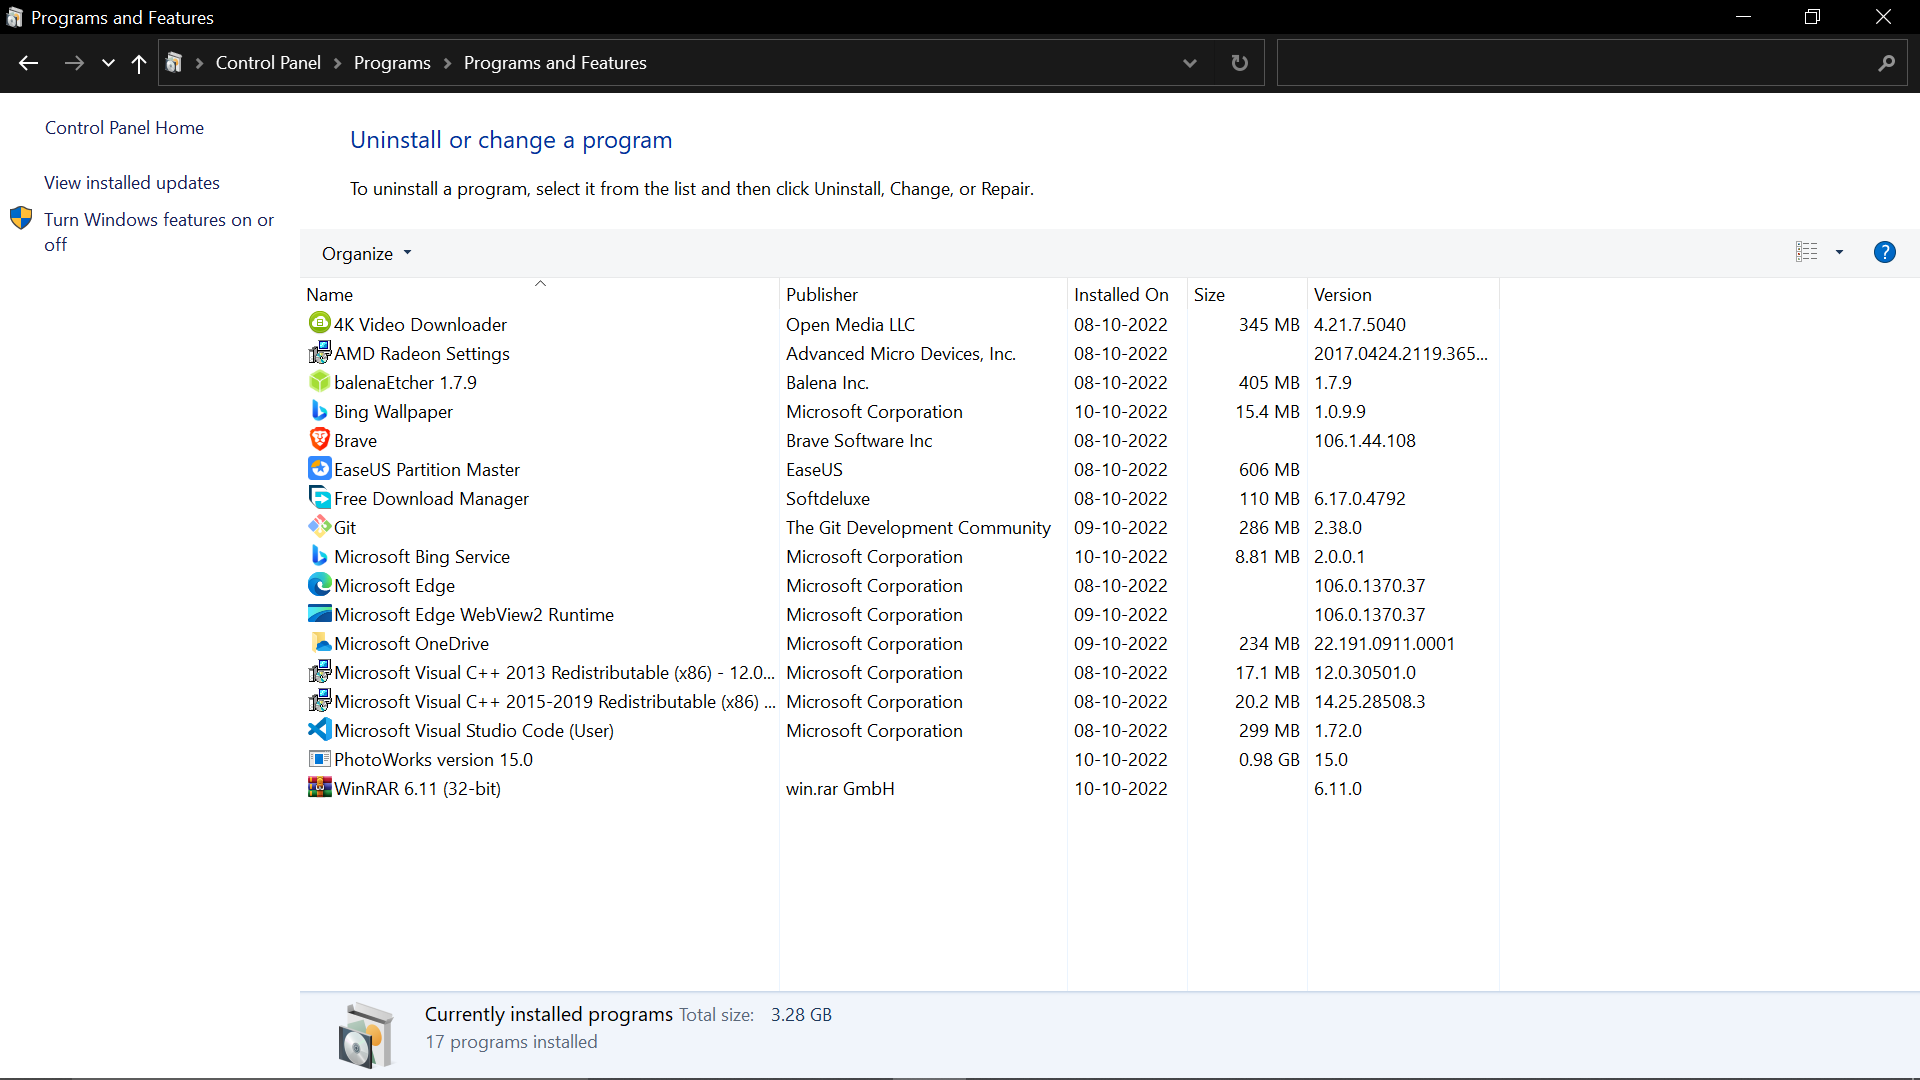 Programs and Features
Control Panel > Programs > Programs and Features
Control Panel Home
View installed updates
Turn Windows features on or
off
Uninstall or change a program
To uninstall a program, select it from the list and then click Uninstall, Change, or Repair.
Organize
Name Publisher Installed On Size Version
4K Video Downloader Open Media LLC 08-10-2022 345 MB 4.21.7.5040
AMD Radeon Settings Advanced Micro Devices, Inc. 08-10-2022 2017.0424.2119.365...
balenaEtcher 1.7.9 Balena Inc. 08-10-2022 405 MB 1.7.9
Bing Wallpaper Microsoft Corporation 10-10-2022 15.4 MB 1.0.9.9
Brave Brave Software Inc 08-10-2022 106.1.44.108
EaseUS Partition Master EaseUS 08-10-2022 606 MB
Free Download Manager Softdeluxe 08-10-2022 110 MB 6.17.0.4792
Git The Git Development Community 09-10-2022 286 MB 2.38.0
Microsoft Bing Service Microsoft Corporation 10-10-2022 8.81 MB 2.0.0.1
Microsoft Edge Microsoft Corporation 08-10-2022 106.0.1370.37
Microsoft Edge WebView2 Runtime Microsoft Corporation 09-10-2022 106.0.1370.37
Microsoft OneDrive Microsoft Corporation 09-10-2022 234 MB 22.191.0911.0001
Microsoft Visual C++ 2013 Redistributable (x86) - 12.0... Microsoft Corporation 08-10-2022 17.1 MB 12.0.30501.0
Microsoft Visual C++ 2015-2019 Redistributable (x86) ... Microsoft Corporation 08-10-2022 20.2 MB 14.25.28508.3
Microsoft Visual Studio Code (User) Microsoft Corporation 08-10-2022 299 MB 1.72.0
PhotoWorks version 15.0 10-10-2022 0.98 GB 15.0
WinRAR 6.11 (32-bit) win.rar GmbH 10-10-2022 6.11.0
Currently installed programs Total size: 3.28 GB
17 programs installed